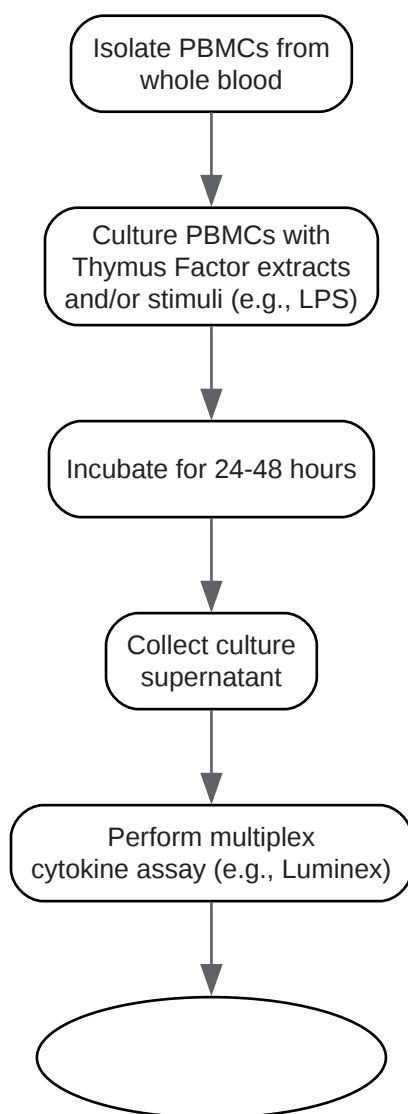 Isolate PBMCs from
whole blood
Culture PBMCs with
Thymus Factor extracts
and/or stimuli (e.g., LPS)
Incubate for 24-48 hours
Collect culture
supernatant
Perform multiplex
cytokine assay (e.g., Luminex)